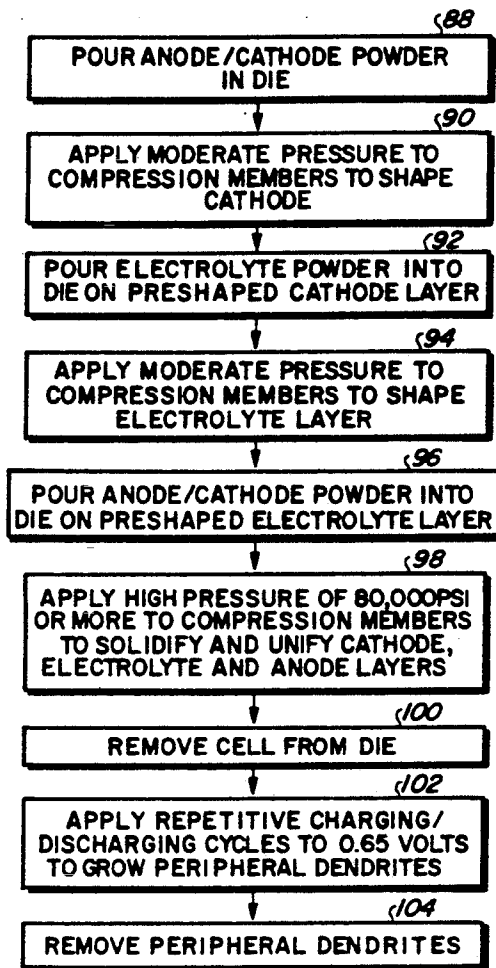 88
POUR ANODE/CATHODE POWDER
IN DIE
90
APPLY MODERATE PRESSURE TO
COMPRESSION MEMBERS TO SHAPE
CATHODE
92
POUR ELECTROLYTE POWDER INTO
DIE ON PRESHAPED CATHODE LAYER
94
APPLY MODERATE PRESSURE TO
COMPRESSION MEMBERS TO SHAPE
ELECTROLYTE LAYER
96
POUR ANODE/CATHODE POWDER INTO
DIE ON PRESHAPED ELECTROLYTE LAYER
98
APPLY HIGH PRESSURE OF 80,000PSI
OR MORE TO COMPRESSION MEMBERS
TO SOLIDIFY AND UNIFY CATHODE,
ELECTROLYTE AND ANODE LAYERS
100
REMOVE CELL FROM DIE
102
APPLY REPETITIVE CHARGING/
DISCHARGING CYCLES TO 0.65 VOLTS
TO GROW PERIPHERAL DENDRITES
104
REMOVE PERIPHERAL DENDRITES